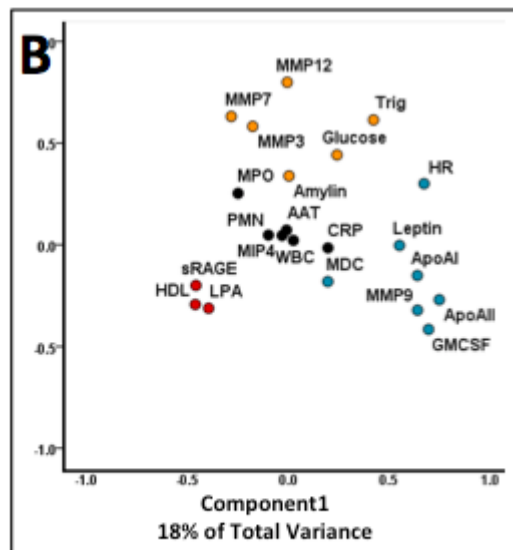 B
1.0
MMP12
MMP7
Trig
MMP3
Glucose
0.5
HR
MPO
Amylin
AAT
PMN
CRP
Leptin
0.0
MIP4
WBC
ApoAI
sRAGE
MDC
HDL
LPA
MMP9
ApoAII
GMCSF
-0.5
-1.0
-1.0 -0.5 0.0 0.5 1.0
Component1
18% of Total Variance